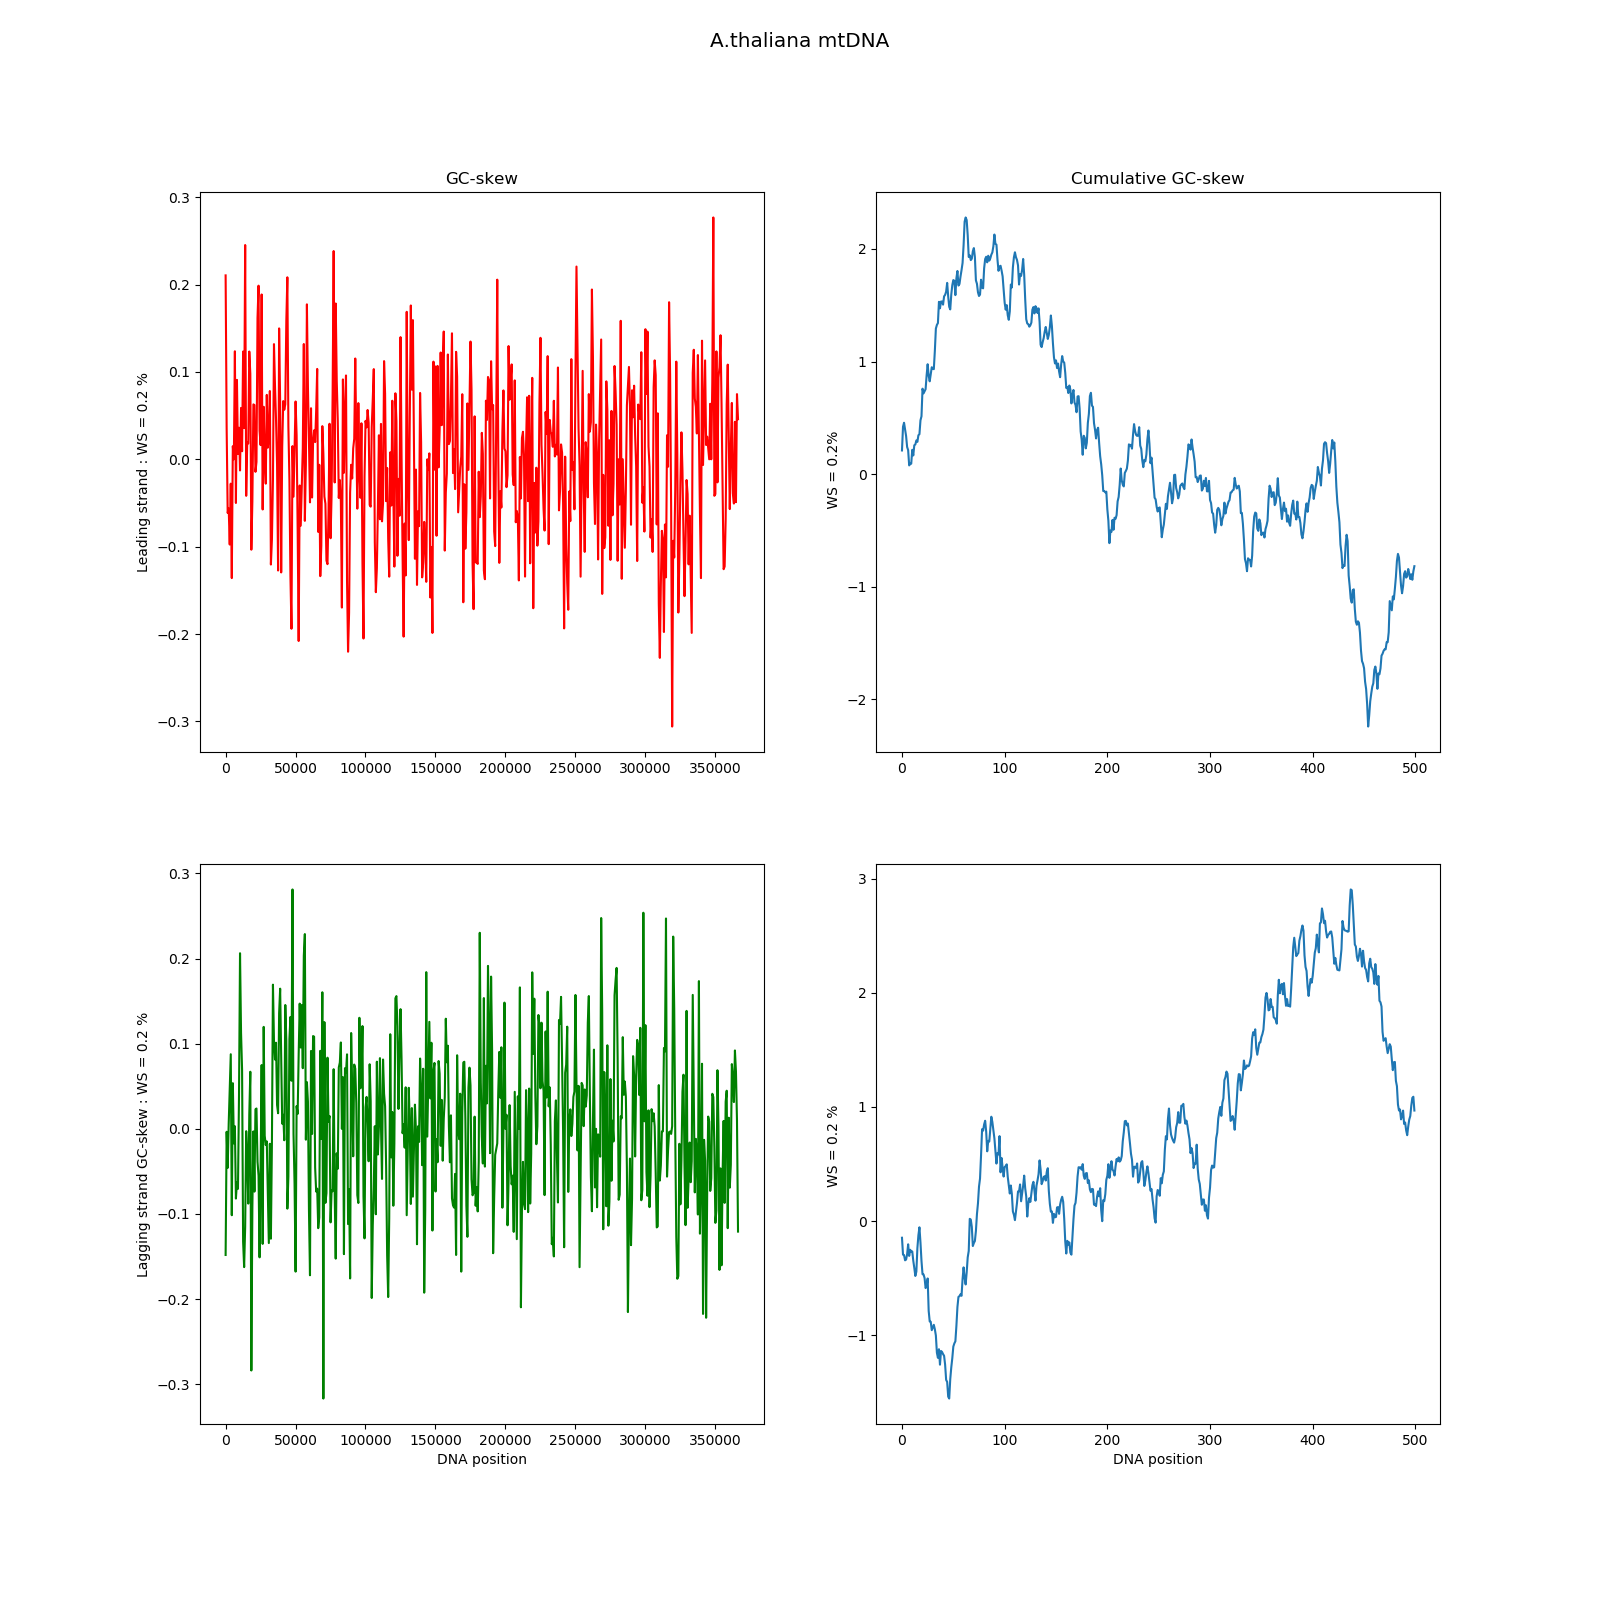 A.thaliana mtDNA
GC-skew
Leading strand : WS = 0.2 %
0.3
0.2
0.1
0.0
−0.1
−0.2
−0.3
0 50000 100000 150000 200000 250000 300000 350000
Cumulative GC-skew
WS = 0.2%
2
1
0
−1
−2
0 100 200 300 400 500
Lagging strand GC-skew : WS = 0.2 %
0.3
0.2
0.1
0.0
−0.1
−0.2
−0.3
0 50000 100000 150000 200000 250000 300000 350000
DNA position
WS = 0.2 %
3
2
1
0
−1
0 100 200 300 400 500
DNA position